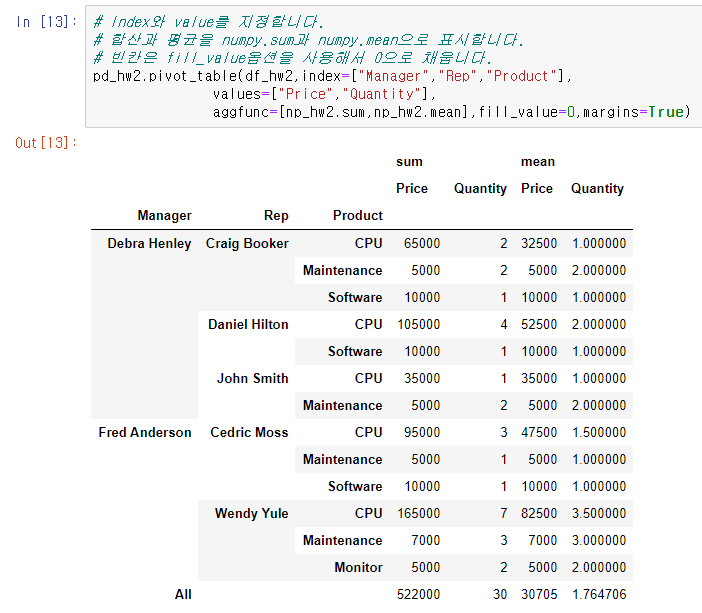 In [13]: # Index와 value를 지정합니다.
# 합산과 평균을 numpy.sum과 numpy.mean으로 표시합니다.
# 빈칸은 fill_value옵션을 사용해서 0으로 채웁니다.
pd_hw2.pivot_table(df_hw2,index=["Manager","Rep","Product"],
values=["Price","Quantity"],
aggfunc=[np_hw2.sum,np_hw2.mean],fill_value=0,margins=True)
Out[13]:
sum mean
Price Quantity Price Quantity
Manager Rep Product
Debra Henley Craig Booker CPU 65000 2 32500 1.000000
Maintenance 5000 2 5000 2.000000
Software 10000 1 10000 1.000000
Daniel Hilton CPU 105000 4 52500 2.000000
Software 10000 1 10000 1.000000
John Smith CPU 35000 1 35000 1.000000
Maintenance 5000 2 5000 2.000000
Fred Anderson Cedric Moss CPU 95000 3 47500 1.500000
Maintenance 5000 1 5000 1.000000
Software 10000 1 10000 1.000000
Wendy Yule CPU 165000 7 82500 3.500000
Maintenance 7000 3 7000 3.000000
Monitor 5000 2 5000 2.000000
All 522000 30 30705 1.764706